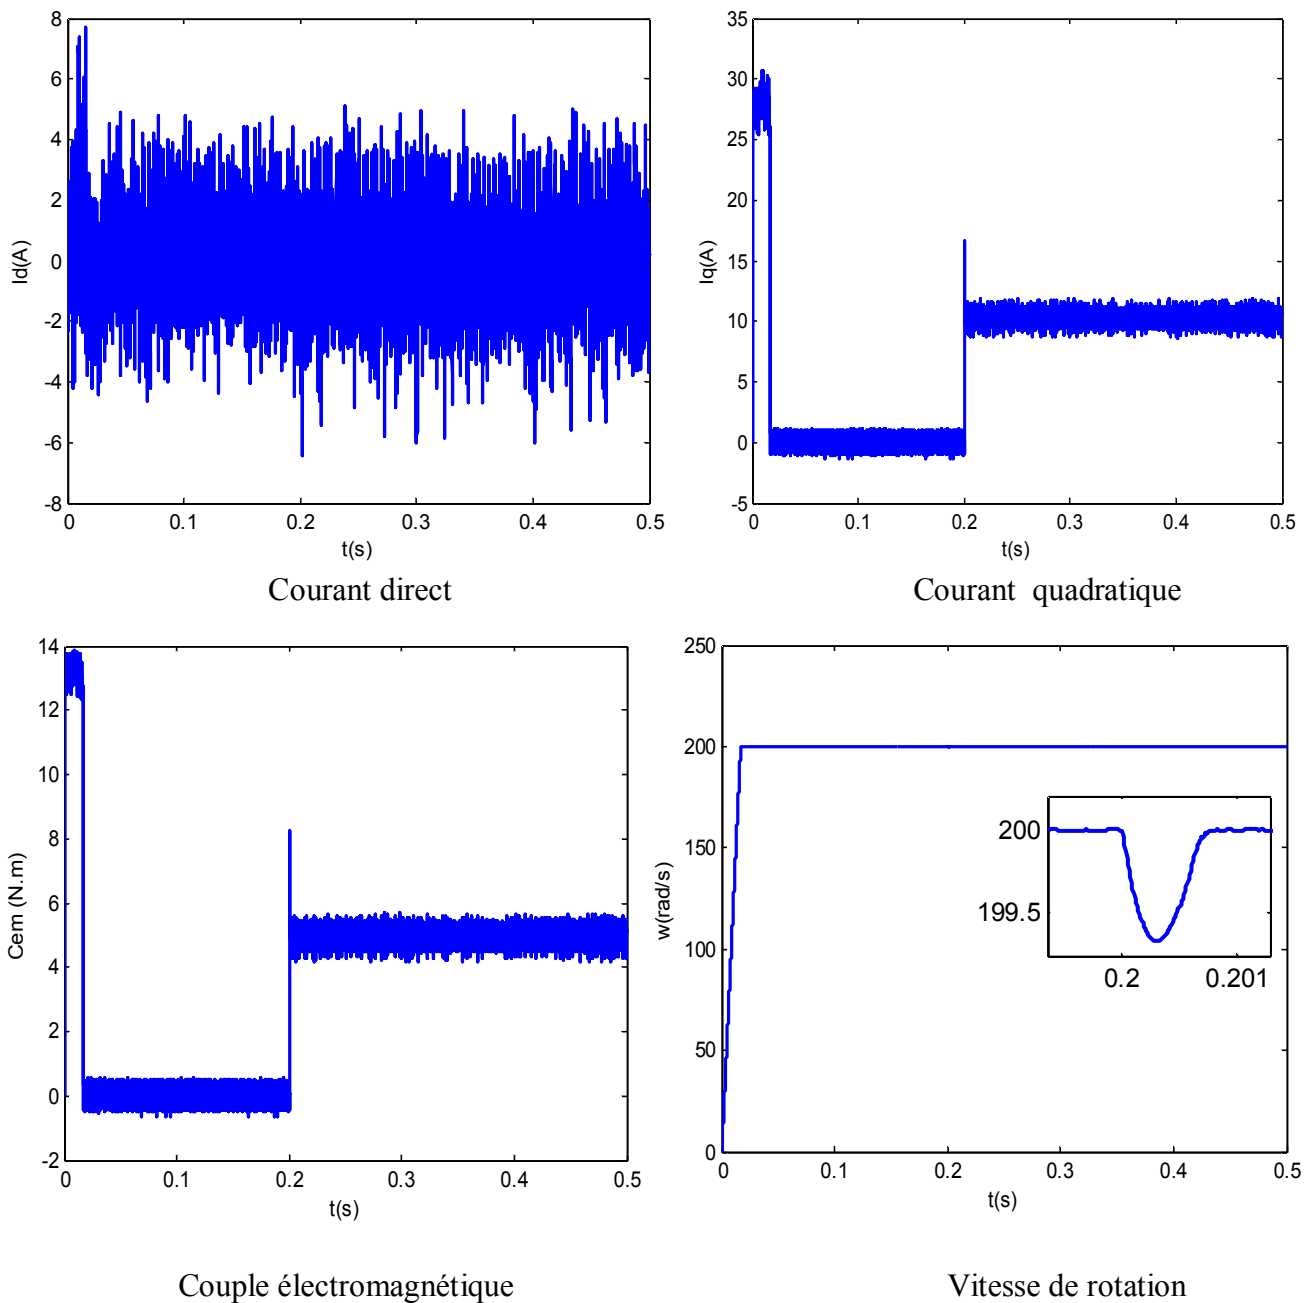 8
6
4
2
0
-2
-4
-6
-8
Id(A)
0 0.1 0.2 0.3 0.4 0.5
t(s)
Courant direct
35
30
25
20
15
10
5
0
-5
Iq(A)
0 0.1 0.2 0.3 0.4 0.5
t(s)
Courant quadratique
14
12
10
8
6
4
2
0
-2
Cem (N.m)
0 0.1 0.2 0.3 0.4 0.5
t(s)
Couple électromagnétique
250
200
150
100
50
0
w(rad/s)
200
199.5
0.2 0.201
0 0.1 0.2 0.3 0.4 0.5
t(s)
Vitesse de rotation